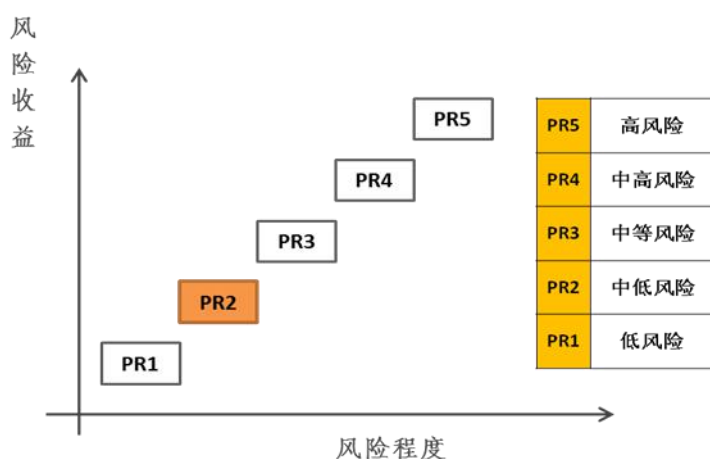 风
险
收
益
PR5
PR4
PR3
PR2
PR1
风险程度
PR5 高风险
PR4 中高风险
PR3 中等风险
PR2 中低风险
PR1 低风险